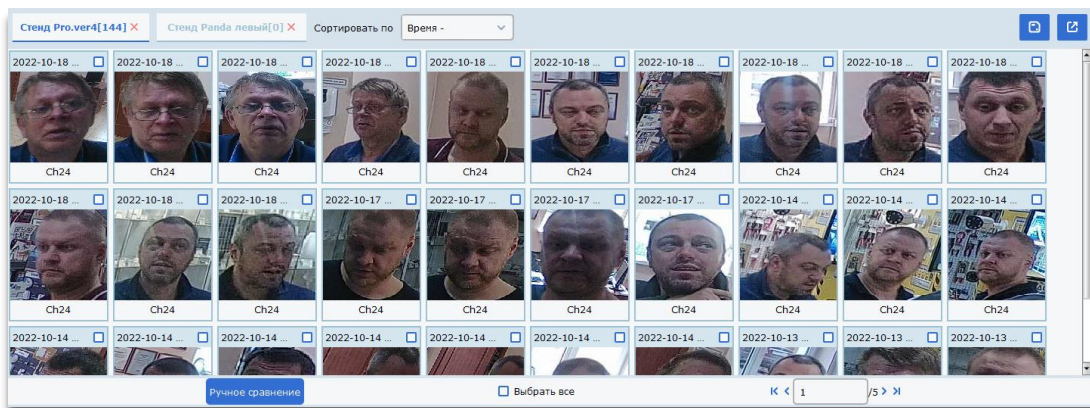 Стенд Pro.ver4[144] × Стенд Panda левый[0] × Сортировать по Время -
2022-10-18 ... 2022-10-18 ... 2022-10-18 ... 2022-10-18 ... 2022-10-18 ... 2022-10-18 ... 2022-10-18 ... 2022-10-18 ... 2022-10-18 ... 2022-10-18 ...
Ch24 Ch24 Ch24 Ch24 Ch24 Ch24 Ch24 Ch24 Ch24 Ch24
2022-10-18 ... 2022-10-18 ... 2022-10-18 ... 2022-10-17 ... 2022-10-17 ... 2022-10-17 ... 2022-10-17 ... 2022-10-14 ... 2022-10-14 ... 2022-10-14 ...
Ch24 Ch24 Ch24 Ch24 Ch24 Ch24 Ch24 Ch24 Ch24 Ch24
2022-10-14 ... 2022-10-14 ... 2022-10-14 ... 2022-10-14 ... 2022-10-14 ... 2022-10-14 ... 2022-10-14 ... 2022-10-13 ... 2022-10-13 ... 2022-10-13 ...
Ручное сравнение Выбрать все 1 /5